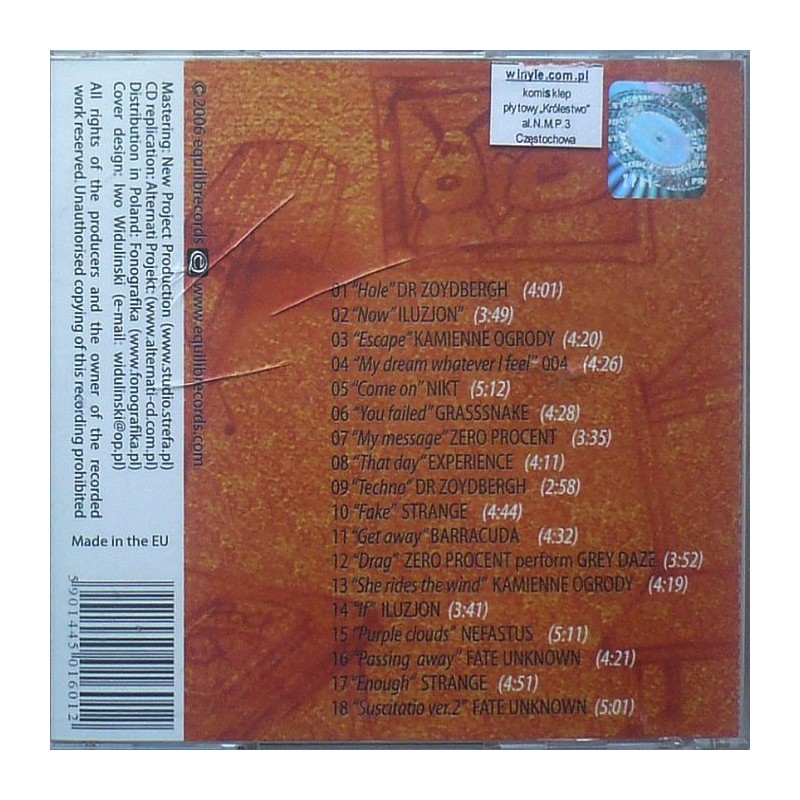 winyle.com.pl
komis sklep
płytowy „Królestwo"
al.N.M.P.3
Częstochowa
01 "Hole" DR ZOYDBERGH (4:01)
02 "Now" ILUZJON" (3:49)
03 "Escape" KAMIENNE OGRODY (4:20)
04 "My dream whatever I feel" 004 (4:26)
05 "Come on" NIKT (5:12)
06 "You failed" GRASSSNAKE (4:28)
07 "My message" ZERO PROCENT (3:35)
08 "That day" EXPERIENCE (4:11)
09 "Techno" DR ZOYDBERGH (2:58)
10 "Fake" STRANGE (4:44)
11 "Get away" BARRACUDA (4:32)
12 "Drag" ZERO PROCENT perform GREY DAZE (3:52)
13 "She rides the wind" KAMIENNE OGRODY (4:19)
14 "If" ILUZJON (3:41)
15 "Purple clouds" NEFASTUS (5:11)
16 "Passing away" FATE UNKNOWN (4:21)
17 "Enough" STRANGE (4:51)
18 "Suscitatio ver.2" FATE UNKNOWN (5:01)
© 2006 equilibrecords e www.equilibrecords.com
Mastering: New Project Production (www.studio.strefa.pl)
CD replication: Alternati Projekt (www.alternati-cd.com.pl)
Distribution in Poland: Fonografika (www.fonografika.pl)
Cover design: Iwo Widulinski (e-mail: widulinski@op.pl)
All rights of the producers and the owner of the recorded
work reserved. Unauthorised copying of this recording prohibited
Made in the EU
5901445016012